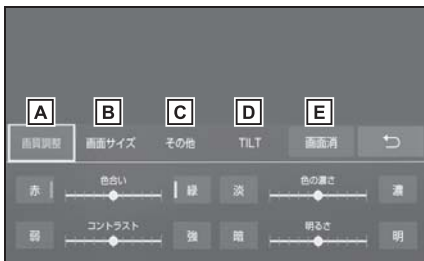 A B C D E
画質調整 画面サイズ その他 TILT 画面消
赤 色合い 緑 淡 色の濃さ 濃
弱 コントラスト 強 暗 明るさ 明